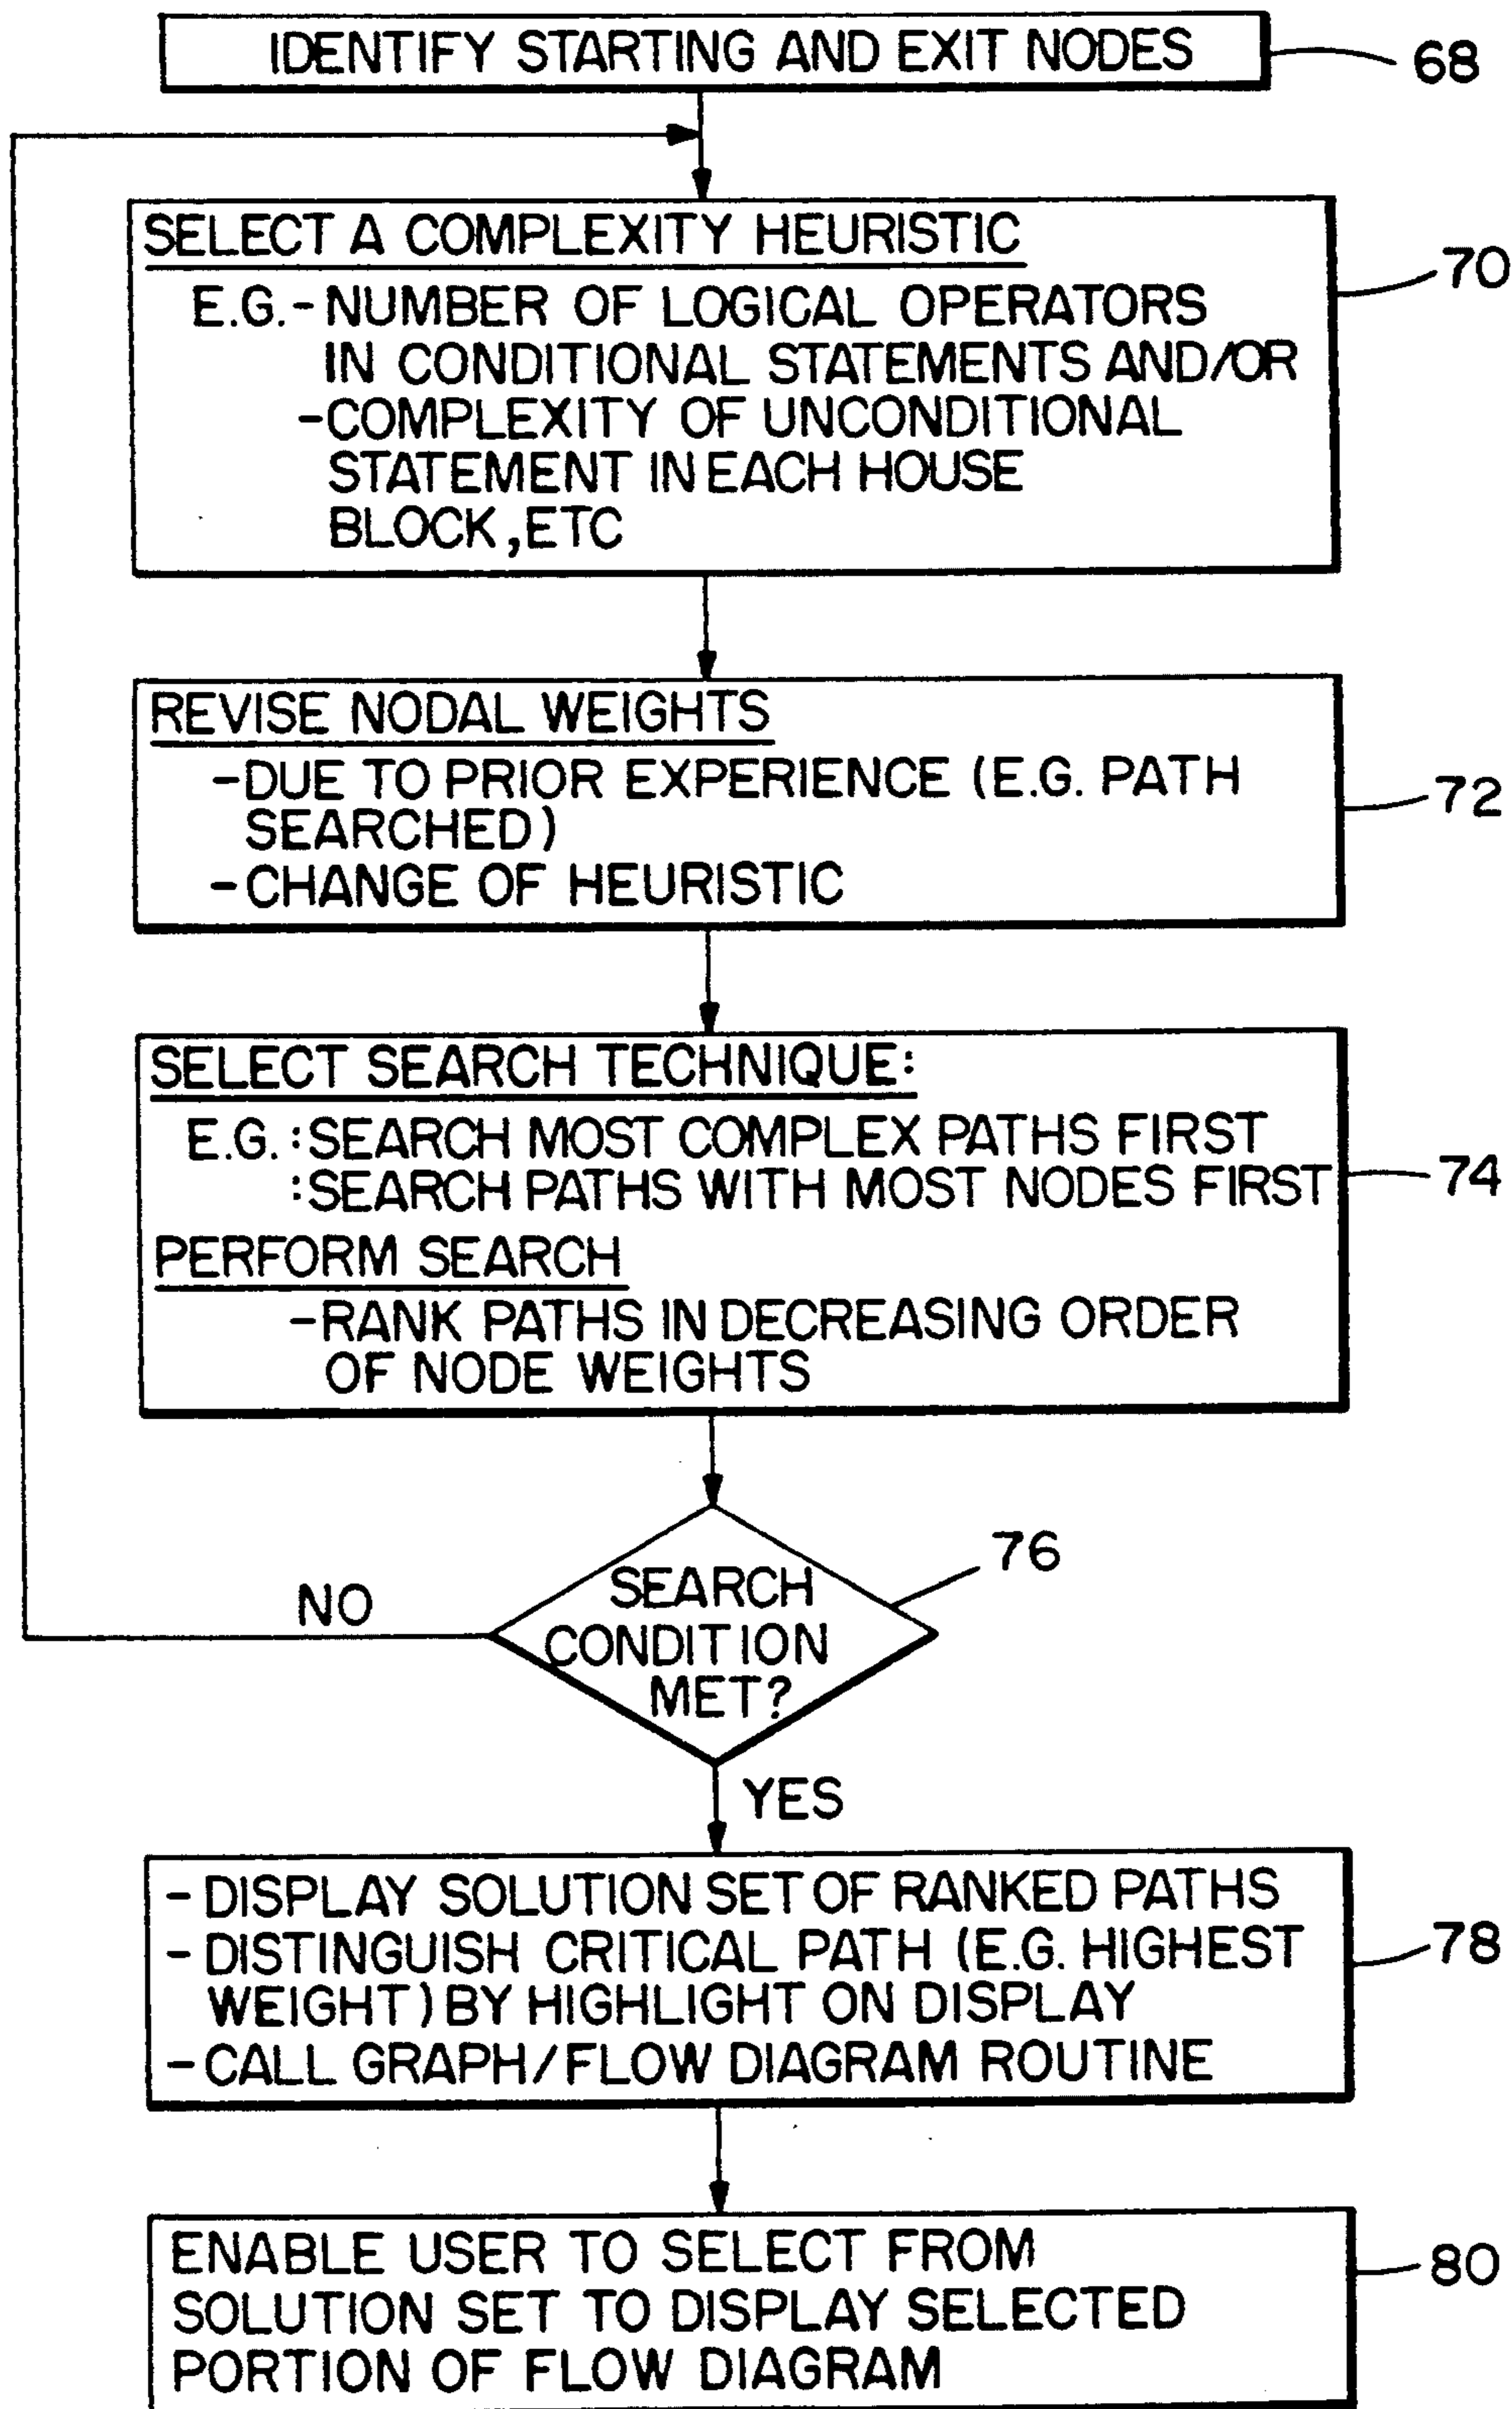 IDENTIFY STARTING AND EXIT NODES
68
SELECT A COMPLEXITY HEURISTIC
70
E.G.-NUMBER OF LOGICAL OPERATORS
IN CONDITIONAL STATEMENTS AND/OR
-COMPLEXITY OF UNCONDITIONAL
STATEMENT IN EACH HOUSE
BLOCK, ETC
REVISE NODAL WEIGHTS
-DUE TO PRIOR EXPERIENCE (E.G. PATH
72
SEARCHED)
-CHANGE OF HEURISTIC
SELECT SEARCH TECHNIQUE:
E.G. :SEARCH MOST COMPLEX PATHS FIRST
:SEARCH PATHS WITH MOST NODES FIRST
74
PERFORM SEARCH
-RANK PATHS IN DECREASING ORDER
OF NODE WEIGHTS
76
SEARCH
CONDITION
MET?
NO
YES
- DISPLAY SOLUTION SET OF RANKED PATHS
- DISTINGUISH CRITICAL PATH (E.G. HIGHEST
78
WEIGHT) BY HIGHLIGHT ON DISPLAY
- CALL GRAPH/FLOW DIAGRAM ROUTINE
ENABLE USER TO SELECT FROM
80
SOLUTION SET TO DISPLAY SELECTED
PORTION OF FLOW DIAGRAM